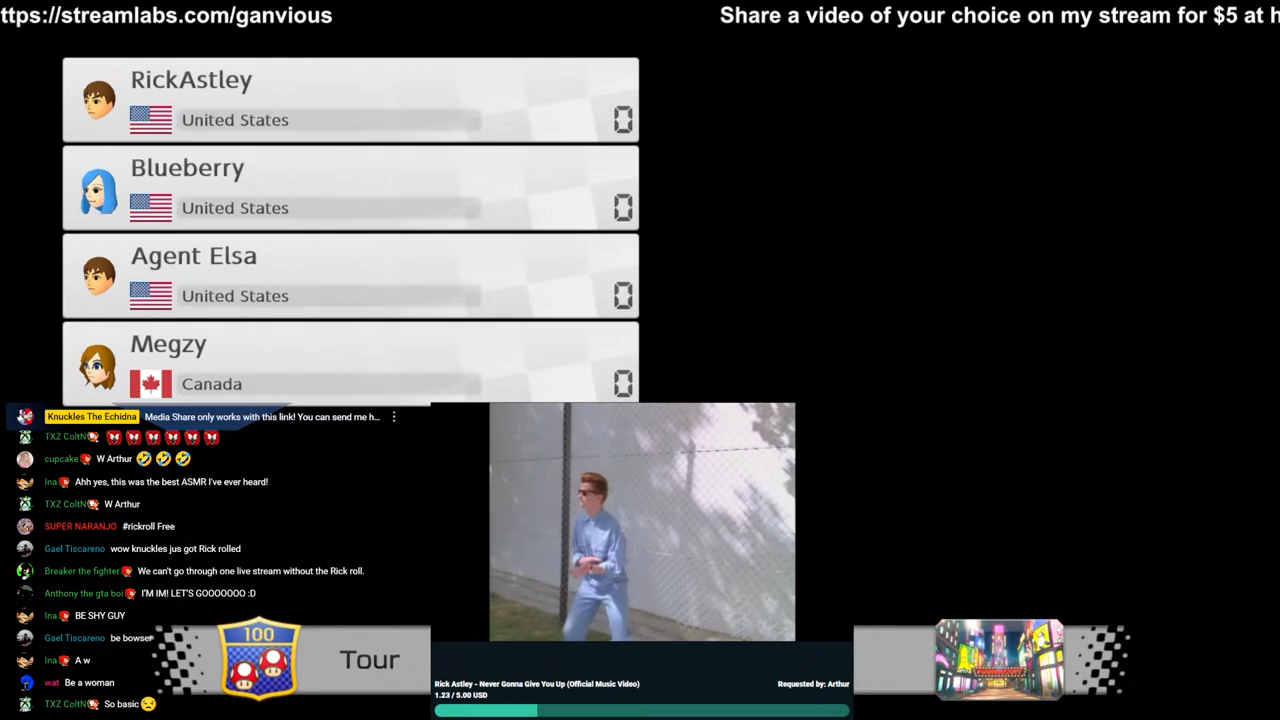 ttps://streamlabs.com/ganvious
Share a video of your choice on my stream for $5 at h
RickAstley
United States 0
Blueberry
United States 0
Agent Elsa
United States 0
Megzy
Canada 0
Knuckles The Echidna Media Share only works with this link! You can send me h...
TXZ ColtN
cupcake W Arthur 🤣🤣🤣
Ina Ahh yes, this was the best ASMR I've ever heard!
TXZ ColtN W Arthur
SUPER NARANJO #rickroll Free
Gael Tiscareno wow knuckles jus got Rick rolled
Breaker the fighter We can't go through one live stream without the Rick roll.
Anthony the gta boi I'M IM! LET'S GOOOOOOO :D
Ina BE SHY GUY
Gael Tiscareno be bowser
Ina A w
wat Be a woman
TXZ ColtN So basic 😒
100
Tour
Rick Astley - Never Gonna Give You Up (Official Music Video)
Requested by: Arthur
1.23 / 5.00 USD